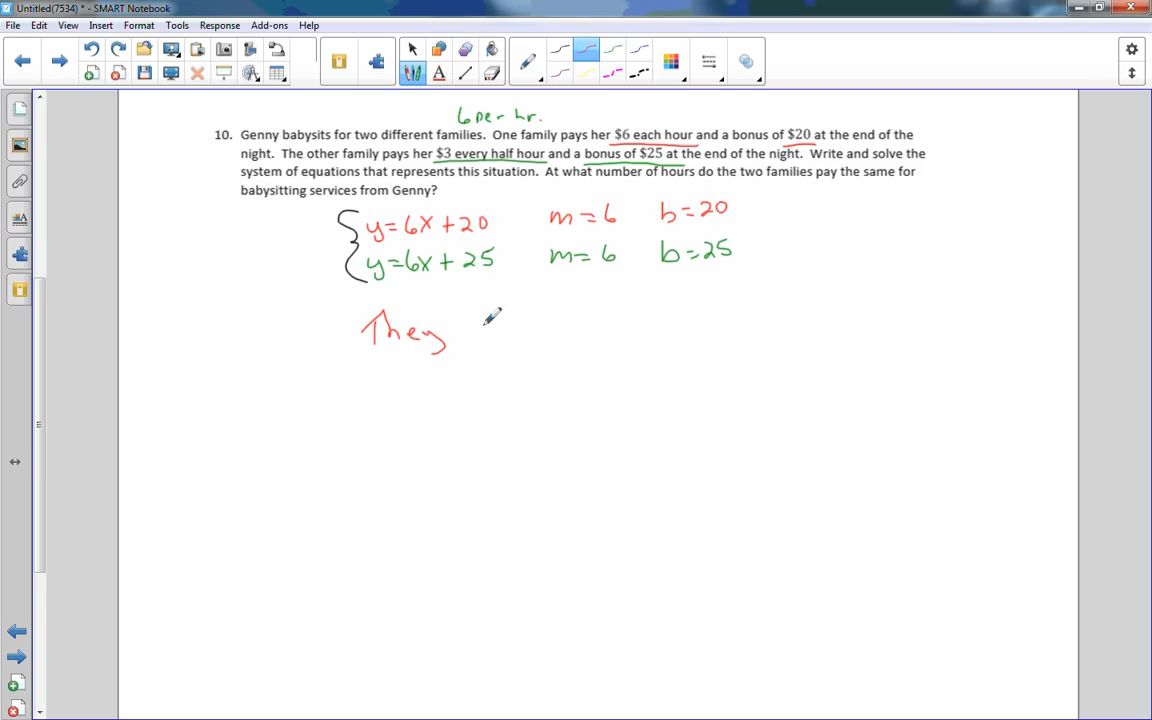 Untitled(7534) * - SMART Notebook
File Edit View Insert Format Tools Response Add-ons Help
6 per hr.
10. Genny babysits for two different families. One family pays her $6 each hour and a bonus of $20 at the end of the
night. The other family pays her $3 every half hour and a bonus of $25 at the end of the night. Write and solve the
system of equations that represents this situation. At what number of hours do the two families pay the same for
babysitting services from Genny?
y=6x+20 m=6 b=20
y=6x+25 m=6 b=25
They